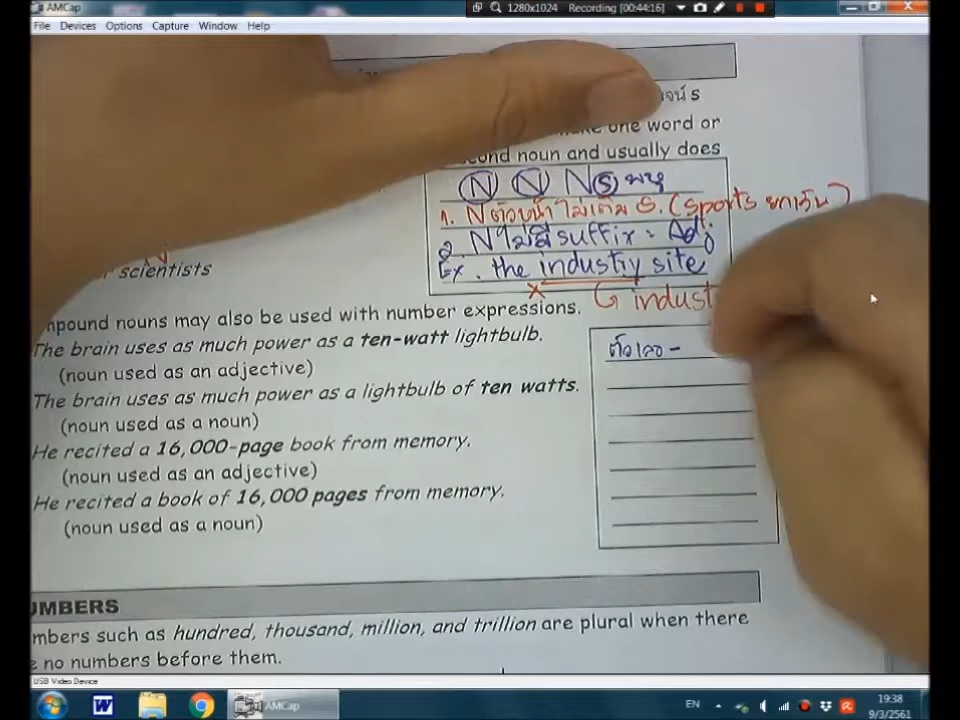 AMCap
1280x1024 Recording [00:44:16]
File Devices Options Capture Window Help
one word or
noun and usually does
N N N s พหู
1. N ตัวหน้า ไม่เติม s. (sports ยกเว้น)
2. N ไม่มี suffix : Adj
Ex. the industry site
x indust
scientists
nouns may also be used with number expressions.
The brain uses as much power as a ten-watt lightbulb.
(noun used as an adjective)
The brain uses as much power as a lightbulb of ten watts.
(noun used as a noun)
He recited a 16,000-page book from memory.
(noun used as an adjective)
He recited a book of 16,000 pages from memory.
(noun used as a noun)
ตัวเลข -
UMBERS
mbers such as hundred, thousand, million, and trillion are plural when there
no numbers before them.
USB Video Device
AMCap
EN
19:38
9/3/2561